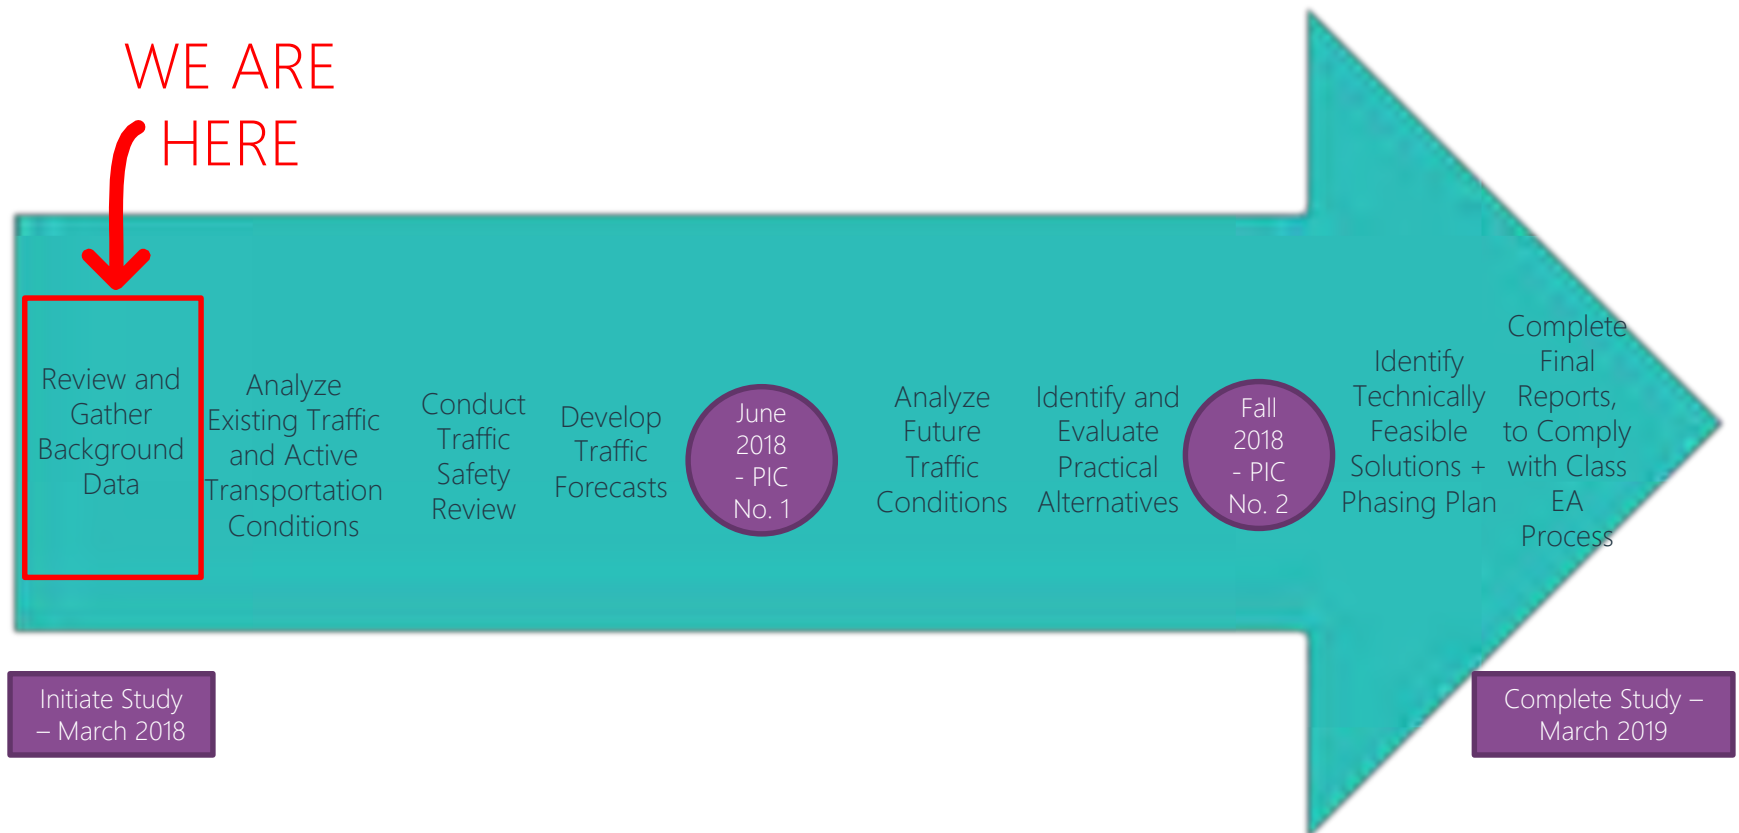 WE ARE
HERE
Review and
Gather
Background
Data
Analyze
Existing Traffic
and Active
Transportation
Conditions
Conduct
Traffic
Safety
Review
Develop
Traffic
Forecasts
June
2018
- PIC
No. 1
Analyze
Future
Traffic
Conditions
Identify and
Evaluate
Practical
Alternatives
Fall
2018
- PIC
No. 2
Identify
Technically
Feasible
Solutions +
Phasing Plan
Complete
Final
Reports,
to Comply
with Class
EA
Process
Initiate Study
– March 2018
Complete Study –
March 2019